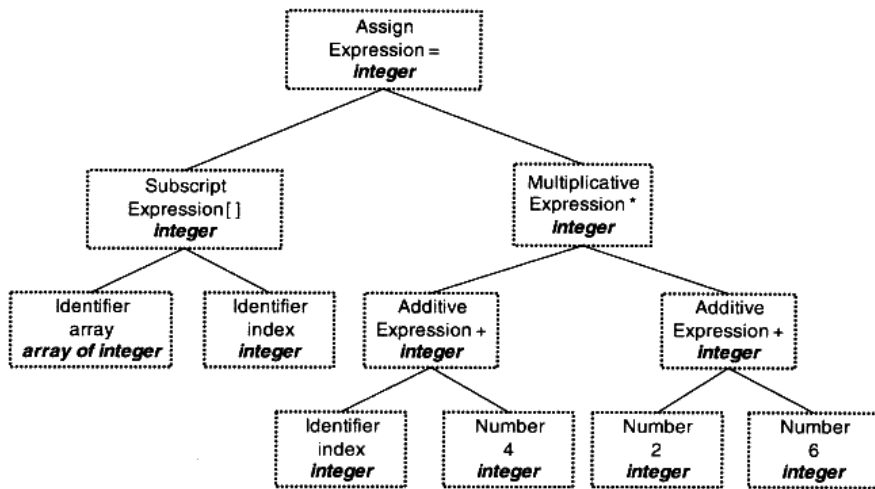 Assign
Expression =
integer
Subscript
Expression [ ]
integer
Multiplicative
Expression *
integer
Identifier
array
array of integer
Identifier
index
integer
Additive
Expression +
integer
Additive
Expression +
integer
Identifier
index
integer
Number
4
integer
Number
2
integer
Number
6
integer